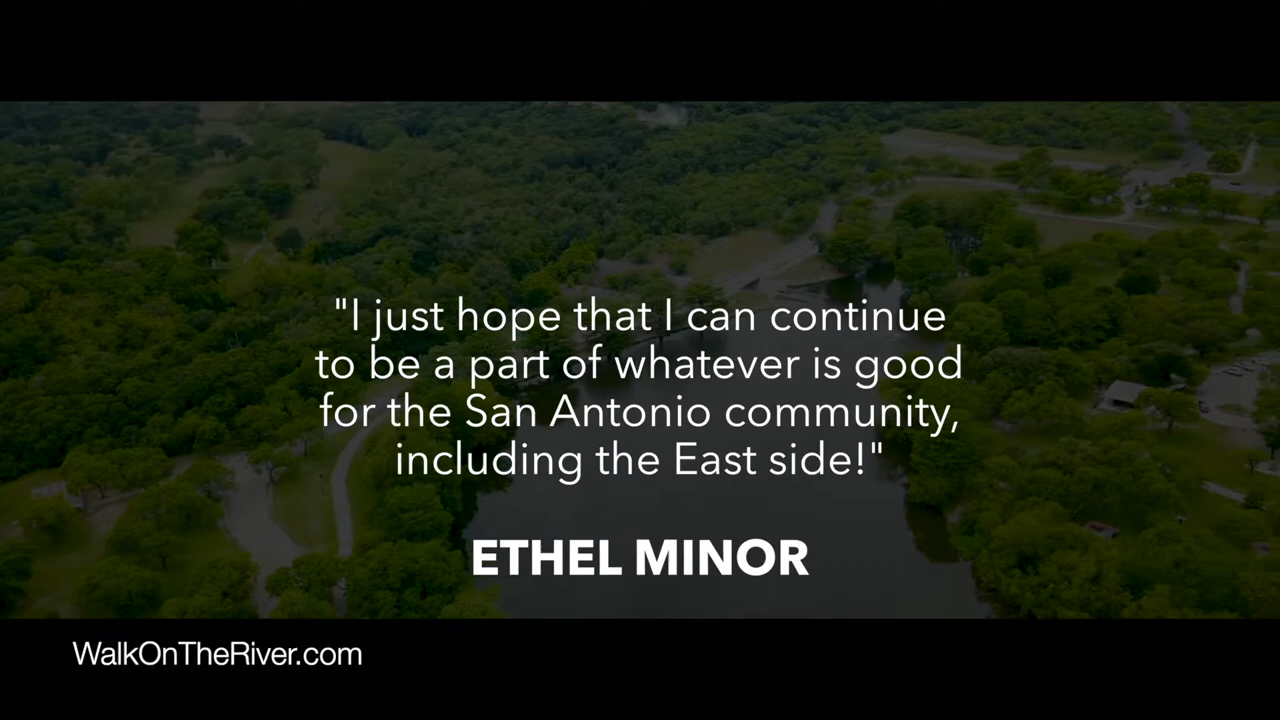 "I just hope that I can continue
to be a part of whatever is good
for the San Antonio community,
including the East side!"
ETHEL MINOR
WalkOnTheRiver.com